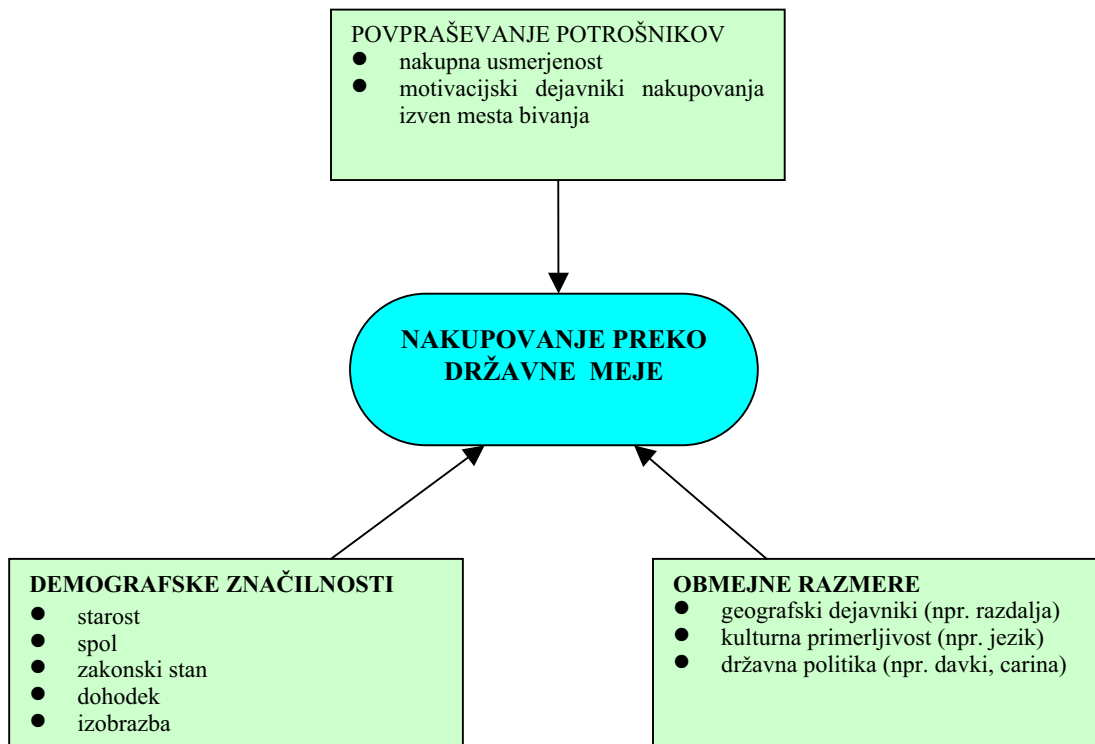 POVPRAŠEVANJE POTROŠNIKOV
● nakupna usmerjenost
● motivacijski dejavniki nakupovanja
izven mesta bivanja
NAKUPOVANJE PREKO
DRŽAVNE MEJE
DEMOGRAFSKE ZNAČILNOSTI
● starost
● spol
● zakonski stan
● dohodek
● izobrazba
OBMEJNE RAZMERE
● geografski dejavniki (npr. razdalja)
● kulturna primerljivost (npr. jezik)
● državna politika (npr. davki, carina)